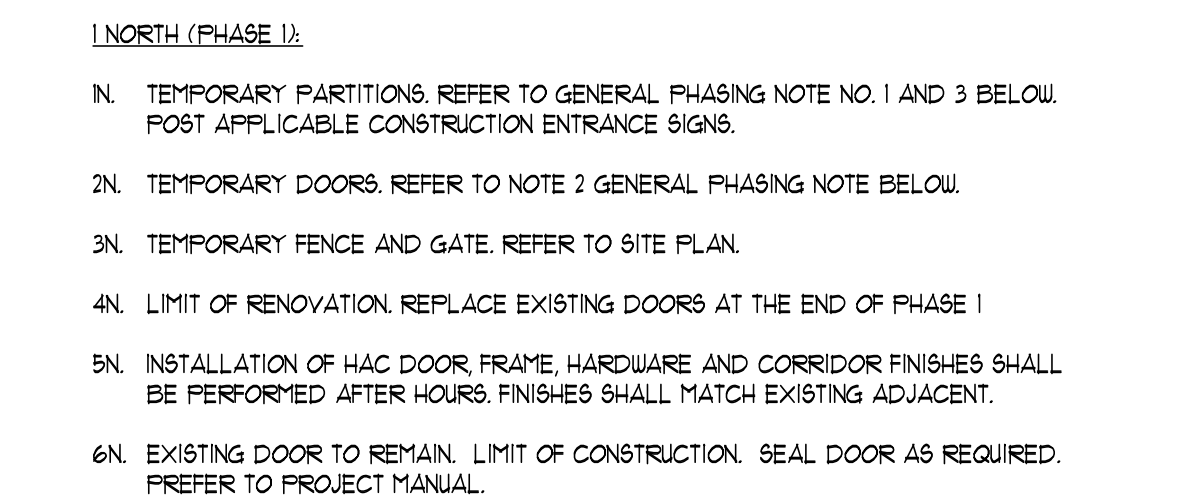 1 NORTH (PHASE 1):
1N. TEMPORARY PARTITIONS. REFER TO GENERAL PHASING NOTE NO. 1 AND 3 BELOW.
POST APPLICABLE CONSTRUCTION ENTRANCE SIGNS.
2N. TEMPORARY DOORS. REFER TO NOTE 2 GENERAL PHASING NOTE BELOW.
3N. TEMPORARY FENCE AND GATE. REFER TO SITE PLAN.
4N. LIMIT OF RENOVATION. REPLACE EXISTING DOORS AT THE END OF PHASE 1
5N. INSTALLATION OF HAC DOOR, FRAME, HARDWARE AND CORRIDOR FINISHES SHALL
BE PERFORMED AFTER HOURS. FINISHES SHALL MATCH EXISTING ADJACENT.
6N. EXISTING DOOR TO REMAIN. LIMIT OF CONSTRUCTION. SEAL DOOR AS REQUIRED.
PREFER TO PROJECT MANUAL.